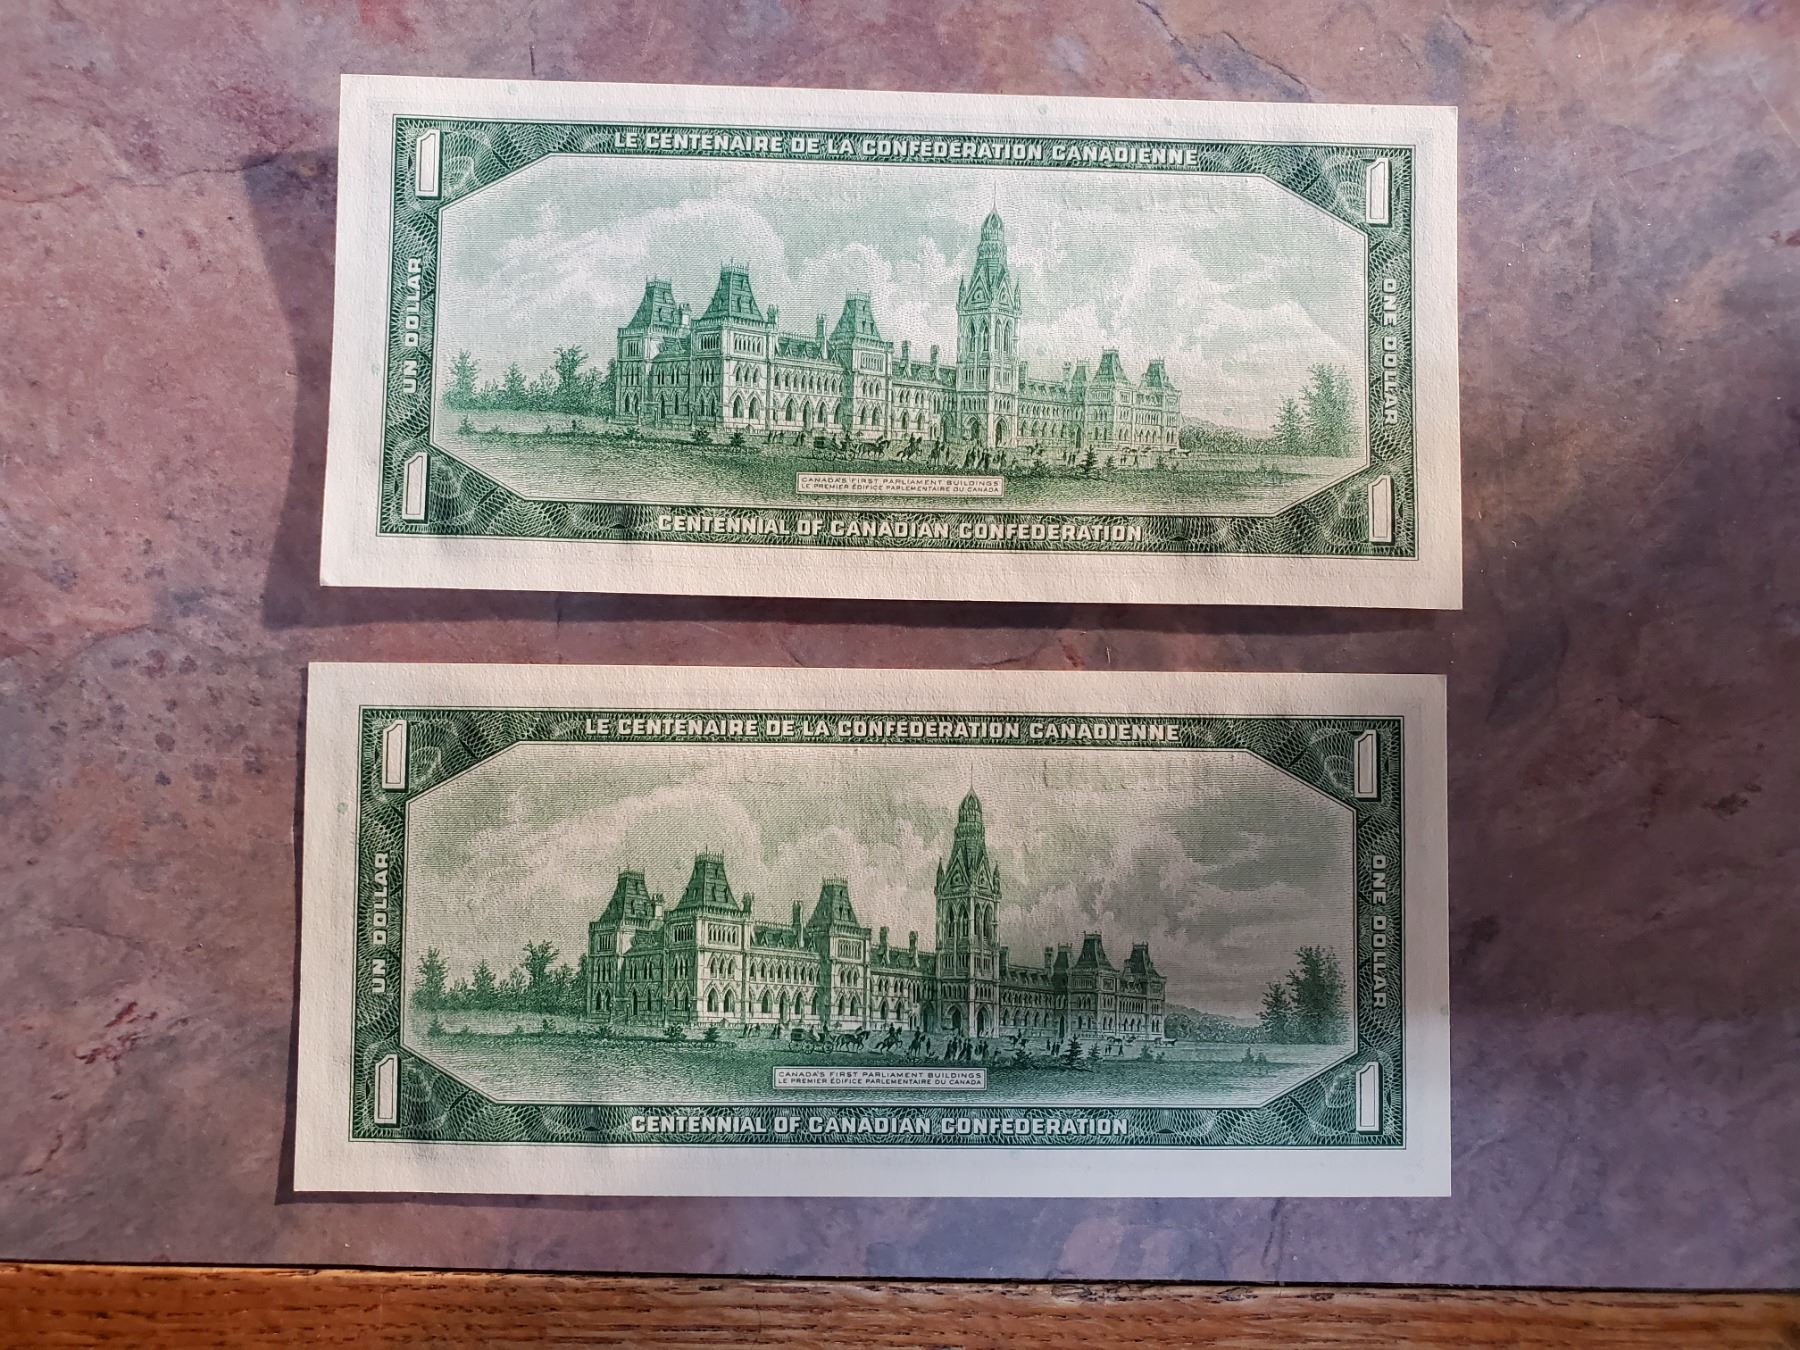 1 LE CENTENAIRE DE LA CONFÉDÉRATION CANADIENNE 1
UN DOLLAR
ONE DOLLAR
CANADA'S FIRST PARLIAMENT BUILDINGS
LE PREMIER ÉDIFICE PARLEMENTAIRE DU CANADA
1 CENTENNIAL OF CANADIAN CONFEDERATION 1
1 LE CENTENAIRE DE LA CONFÉDÉRATION CANADIENNE 1
UN DOLLAR
ONE DOLLAR
CANADA'S FIRST PARLIAMENT BUILDINGS
LE PREMIER ÉDIFICE PARLEMENTAIRE DU CANADA
1 CENTENNIAL OF CANADIAN CONFEDERATION 1